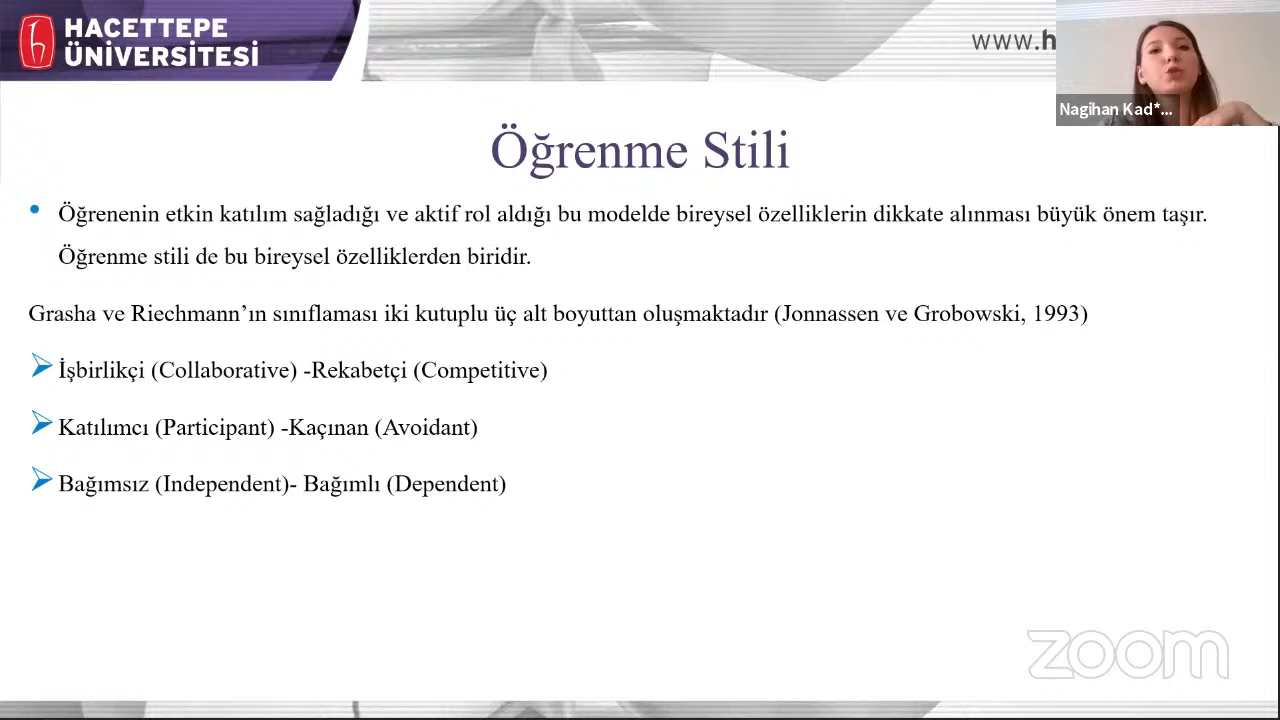 HACETTEPE
ÜNİVERSİTESİ
www.h
Nagihan Kad*...
Öğrenme Stili
• Öğrenenin etkin katılım sağladığı ve aktif rol aldığı bu modelde bireysel özelliklerin dikkate alınması büyük önem taşır.
Öğrenme stili de bu bireysel özelliklerden biridir.
Grasha ve Riechmann’ın sınıflaması iki kutuplu üç alt boyuttan oluşmaktadır (Jonnassen ve Grobowski, 1993)
➢ İşbirlikçi (Collaborative) -Rekabetçi (Competitive)
➢ Katılımcı (Participant) -Kaçınan (Avoidant)
➢ Bağımsız (Independent)- Bağımlı (Dependent)
zoom